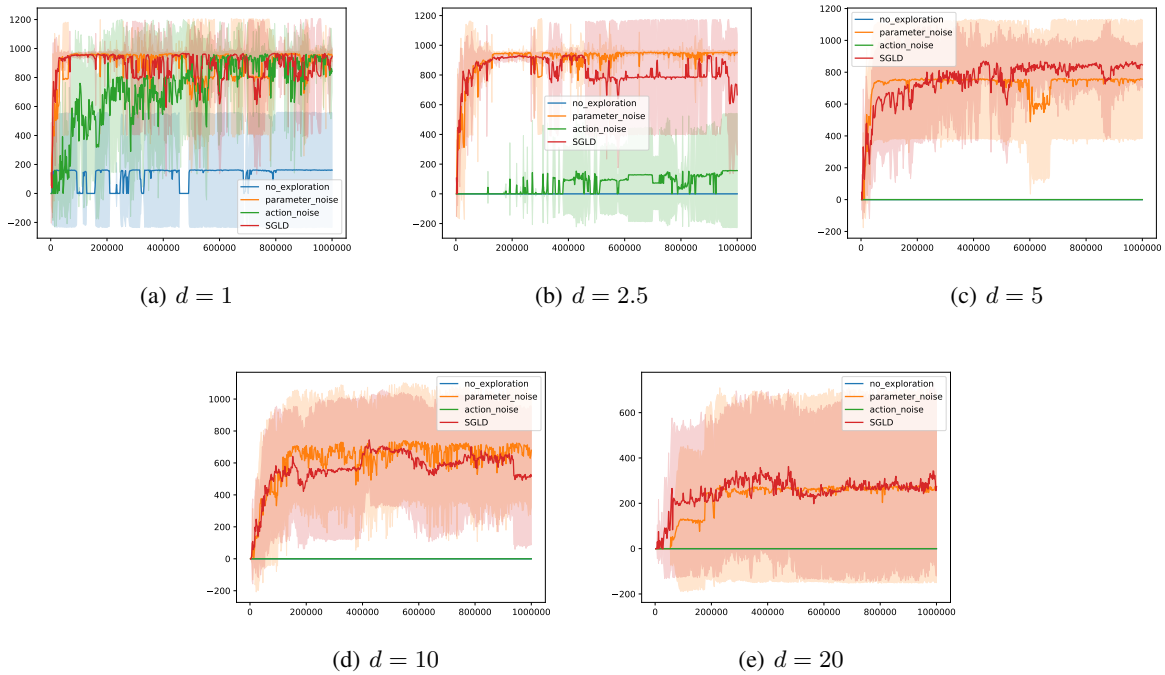 1200
1000
800
600
400
200
0
−200
0
200000
400000
600000
800000
1000000
no_exploration
parameter_noise
action_noise
SGLD
(a) d = 1
1200
1000
800
600
400
200
0
−200
0
200000
400000
600000
800000
1000000
no_exploration
parameter_noise
action_noise
SGLD
(b) d = 2.5
1200
1000
800
600
400
200
0
−200
0
200000
400000
600000
800000
1000000
no_exploration
parameter_noise
action_noise
SGLD
(c) d = 5
1000
800
600
400
200
0
−200
0
200000
400000
600000
800000
1000000
no_exploration
parameter_noise
action_noise
SGLD
(d) d = 10
600
400
200
0
−200
0
200000
400000
600000
800000
1000000
no_exploration
parameter_noise
action_noise
SGLD
(e) d = 20